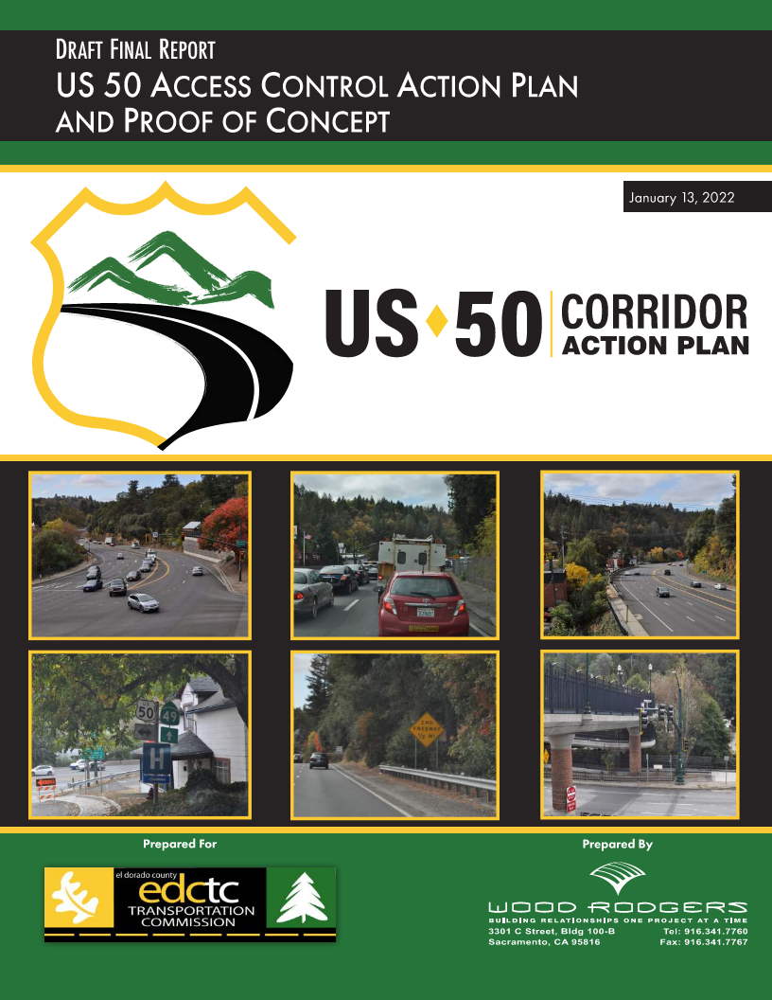 DRAFT FINAL REPORT
US 50 ACCESS CONTROL ACTION PLAN
AND PROOF OF CONCEPT
January 13, 2022
US 50 CORRIDOR
ACTION PLAN
50
49
H
END
FREEWAY
Prepared For
Prepared By
el dorado county
edctc
TRANSPORTATION
COMMISSION
WOOD RODGERS
BUILDING RELATIONSHIPS ONE PROJECT AT A TIME
3301 C Street, Bldg 100-B
Tel: 916.341.7760
Sacramento, CA 95816
Fax: 916.341.7767